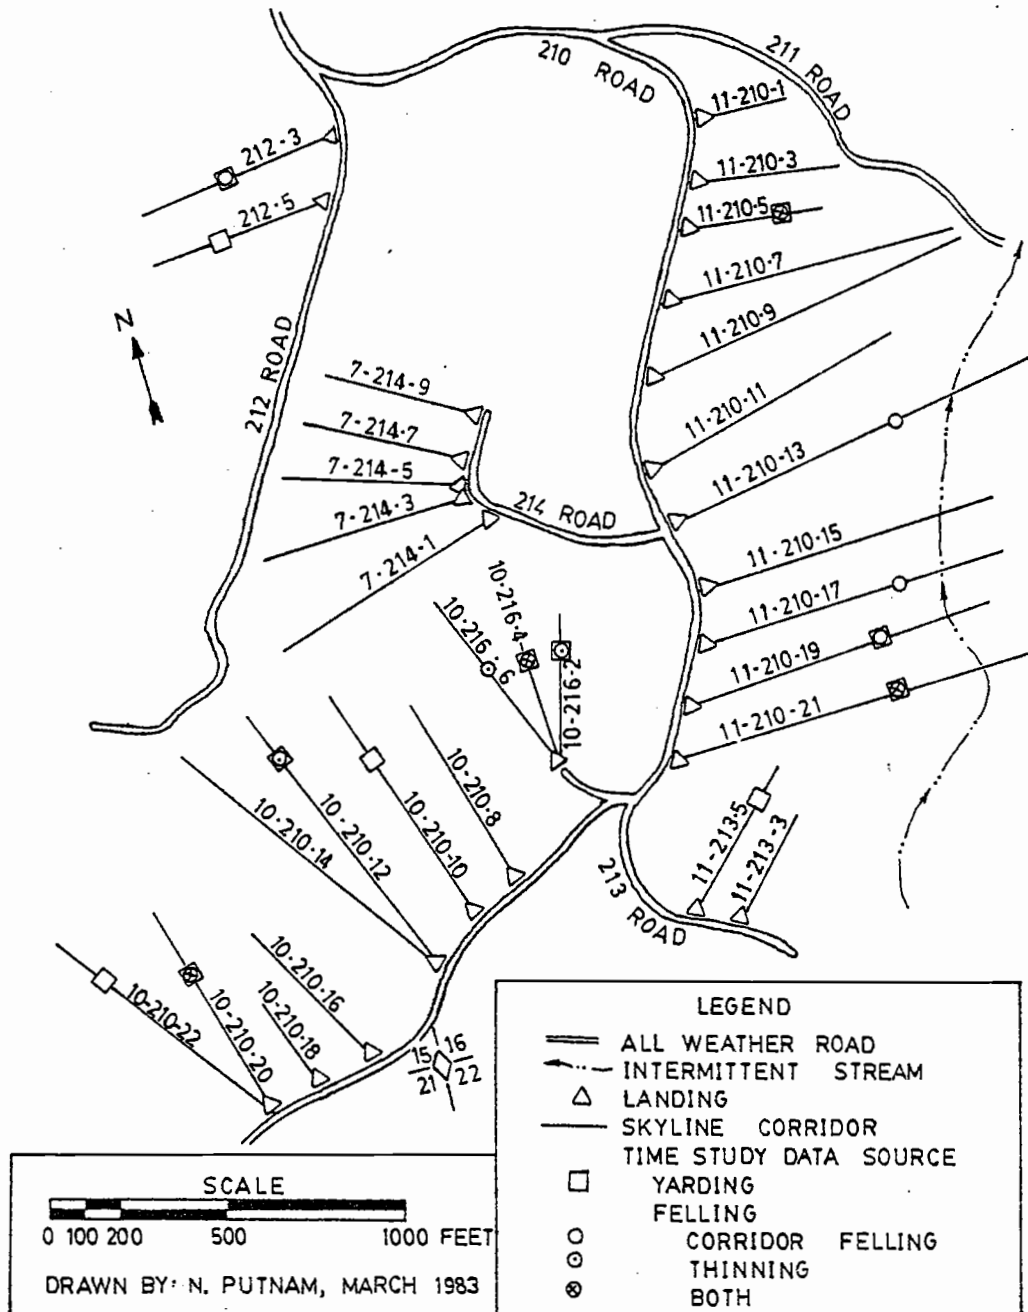 210 ROAD
211 ROAD
11-210-1
212-3
11-210-3
212-5
11-210-5
11-210-7
N
11-210-9
212 ROAD
7-214-9
11-210-11
7-214-7
11-210-13
7-214-5
7-214-3
214 ROAD
7-214-1
11-210-15
10-216-4
11-210-17
10-216-6
10-216-2
11-210-19
11-210-21
10-210-8
10-210-10
10-210-12
10-210-14
11-213-5
11-213-3
213 ROAD
10-210-16
10-210-18
10-210-20
10-210-22
15 16
21 22
LEGEND
ALL WEATHER ROAD
INTERMITTENT STREAM
LANDING
SKYLINE CORRIDOR
TIME STUDY DATA SOURCE
YARDING
FELLING
CORRIDOR FELLING
THINNING
BOTH
SCALE
0 100 200 500 1000 FEET
DRAWN BY: N. PUTNAM, MARCH 1983